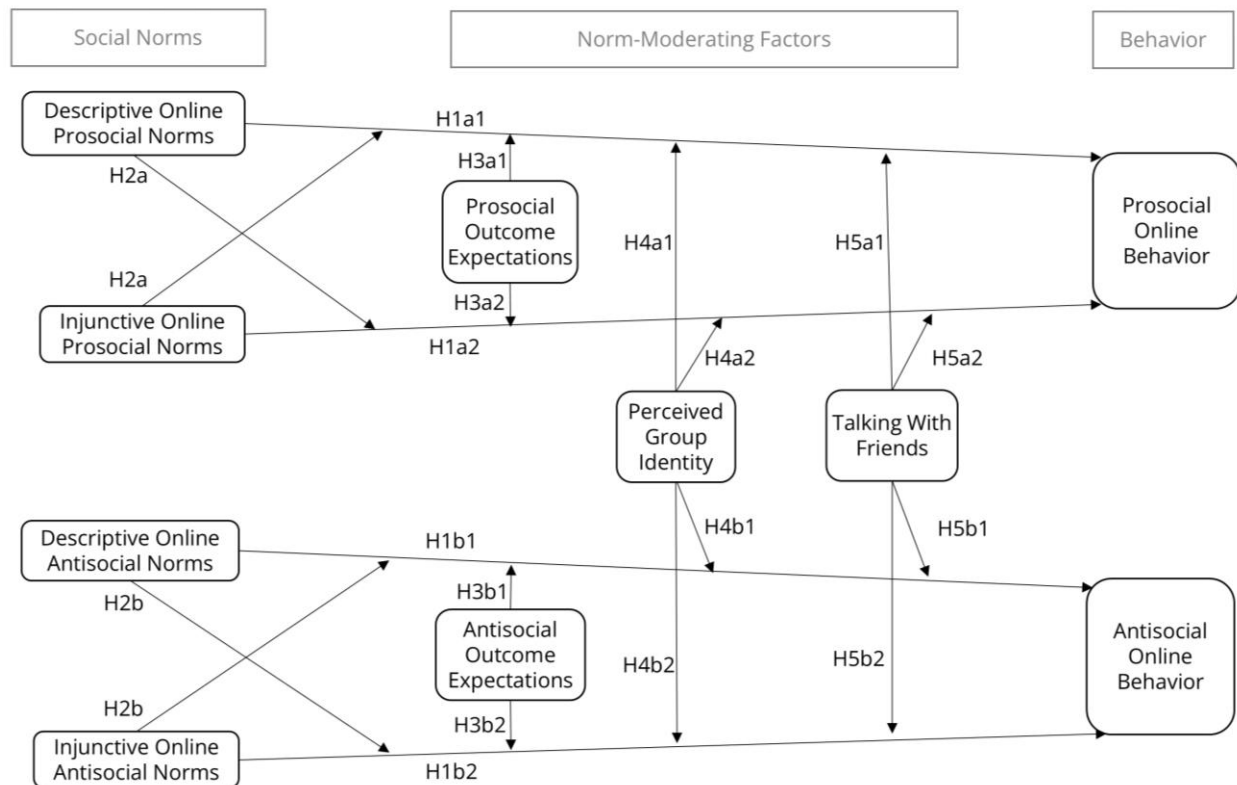 Social Norms
Norm-Moderating Factors
Behavior
Descriptive Online
Prosocial Norms
H1a1
H2a
H3a1
Prosocial
Outcome
Expectations
H4a1
H5a1
Prosocial
Online
Behavior
H2a
H3a2
Injunctive Online
Prosocial Norms
H1a2
H4a2
H5a2
Perceived
Group
Identity
Talking With
Friends
Descriptive Online
Antisocial Norms
H1b1
H4b1
H5b1
H2b
H3b1
Antisocial
Outcome
Expectations
H4b2
H5b2
Antisocial
Online
Behavior
H2b
H3b2
Injunctive Online
Antisocial Norms
H1b2